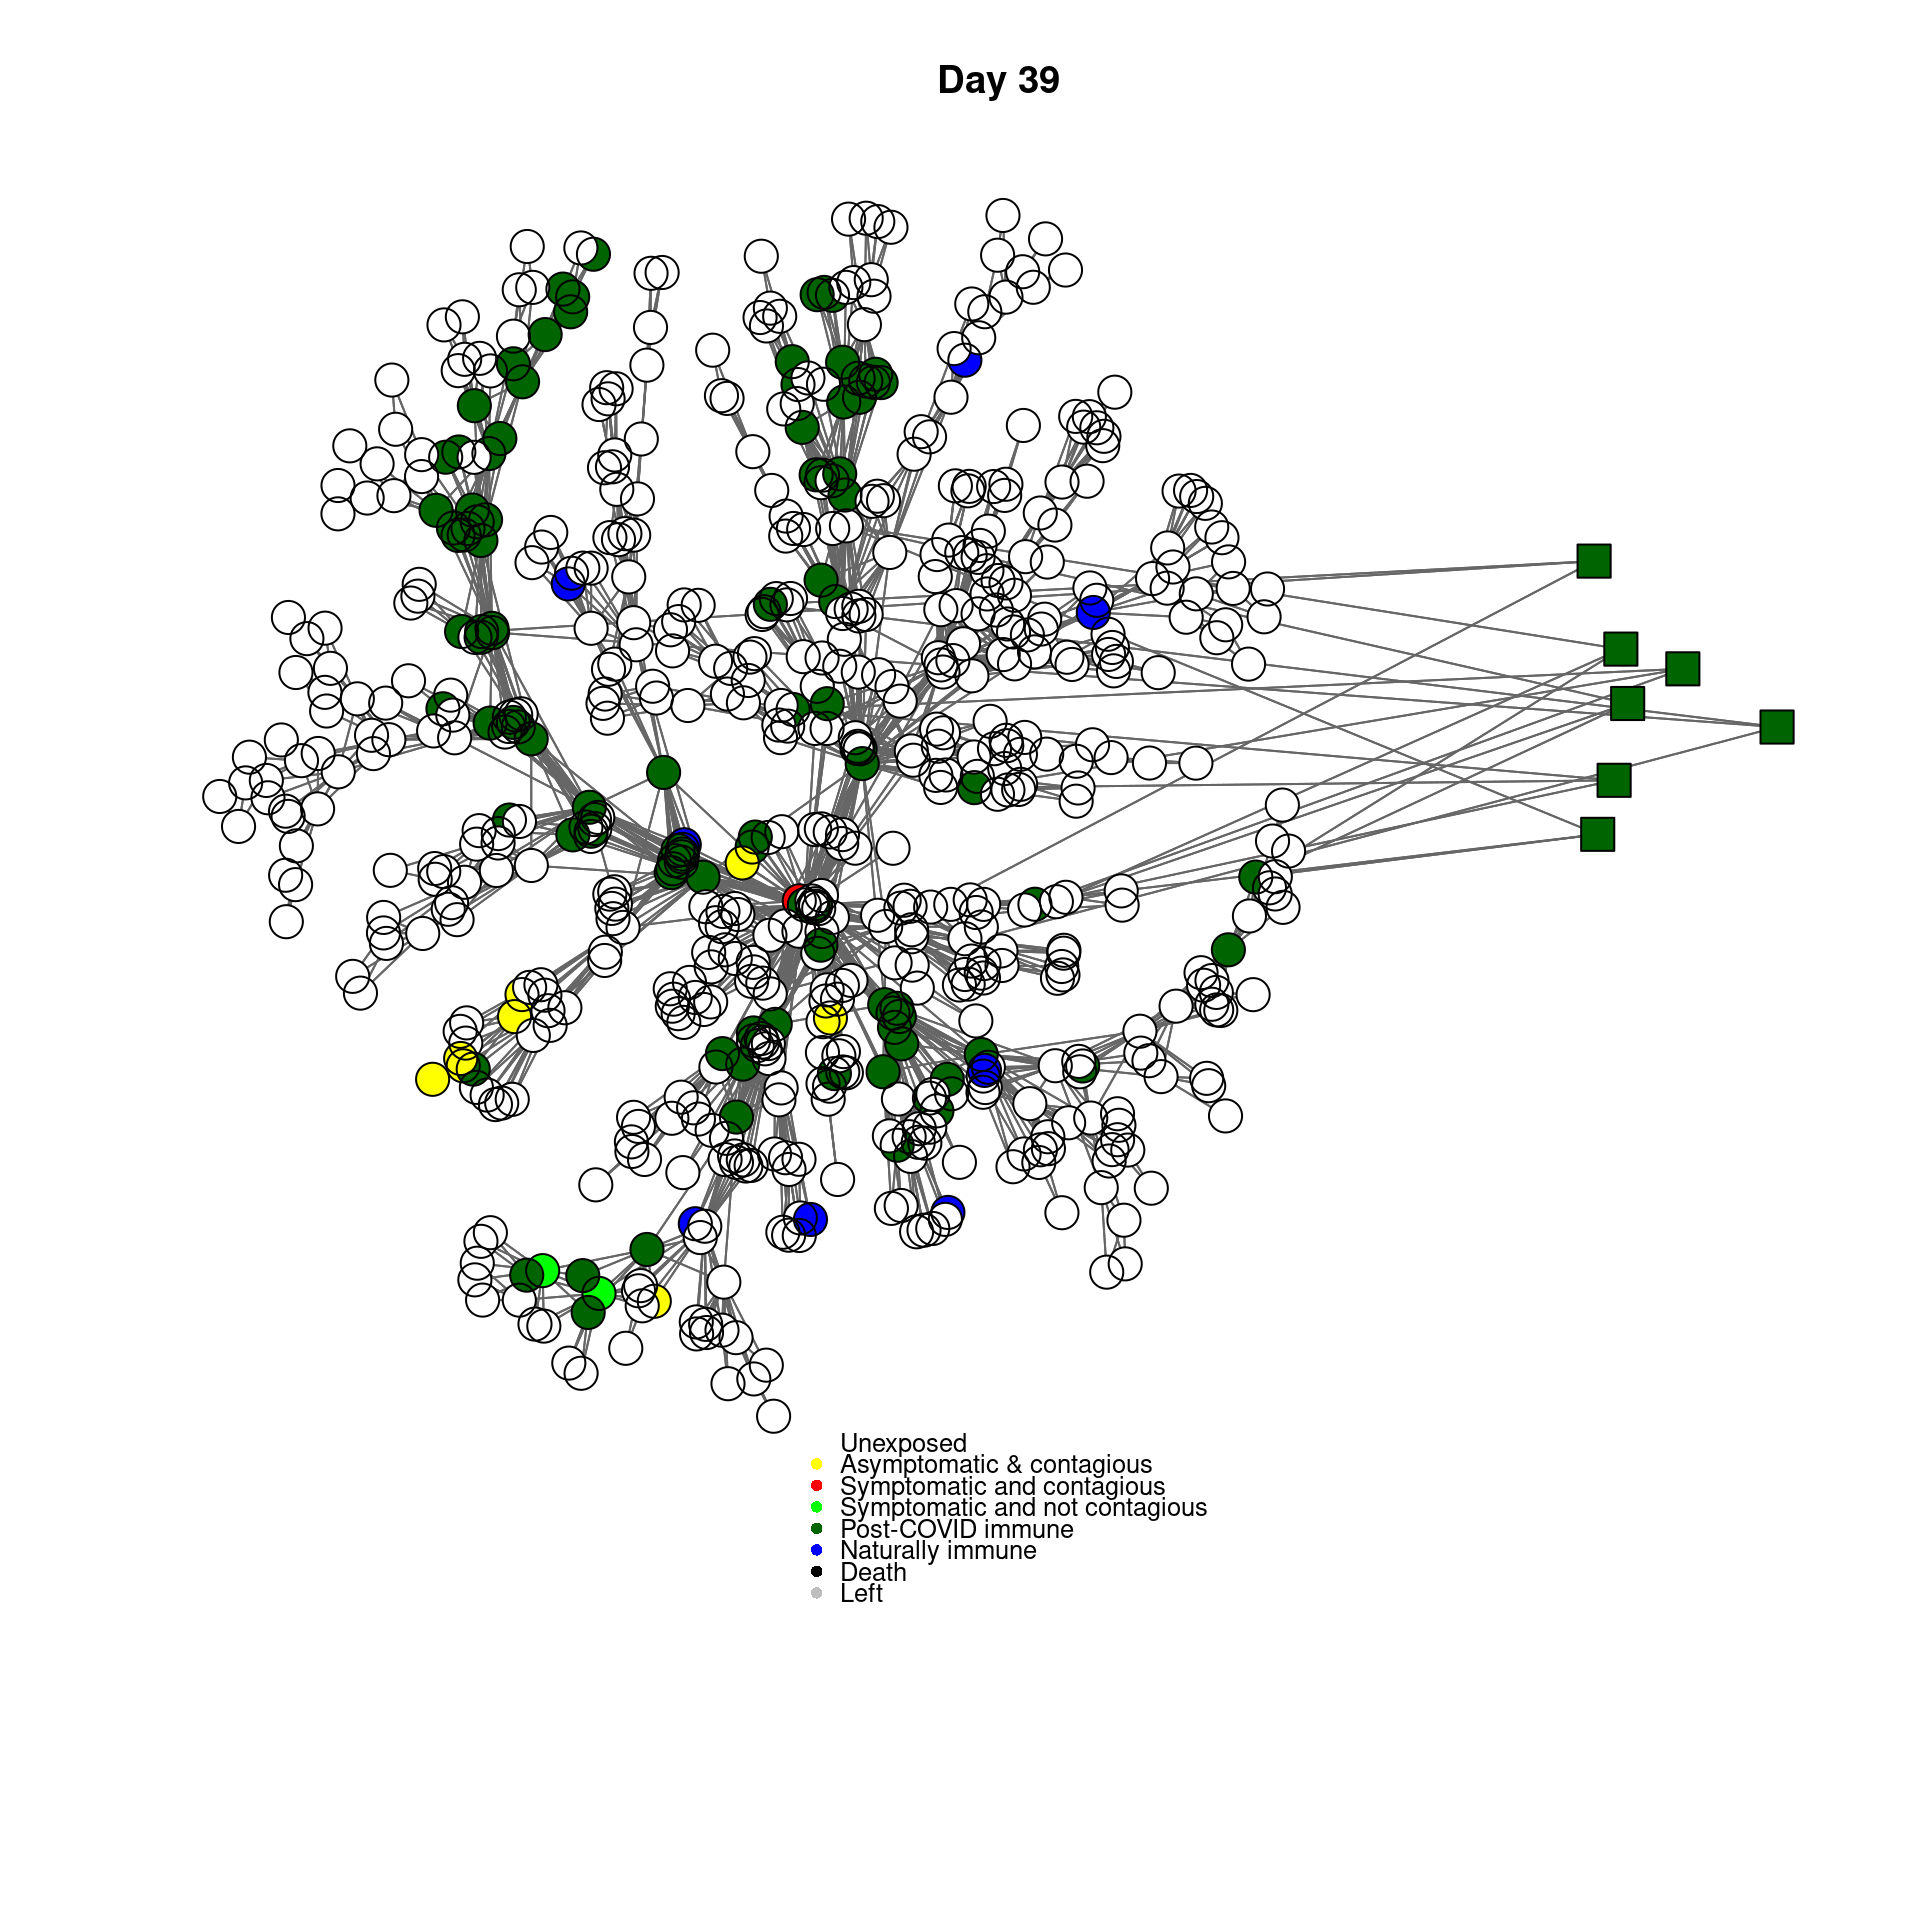 Day 39
Unexposed
Asymptomatic & contagious
Symptomatic and contagious
Symptomatic and not contagious
Post-COVID immune
Naturally immune
Death
Left